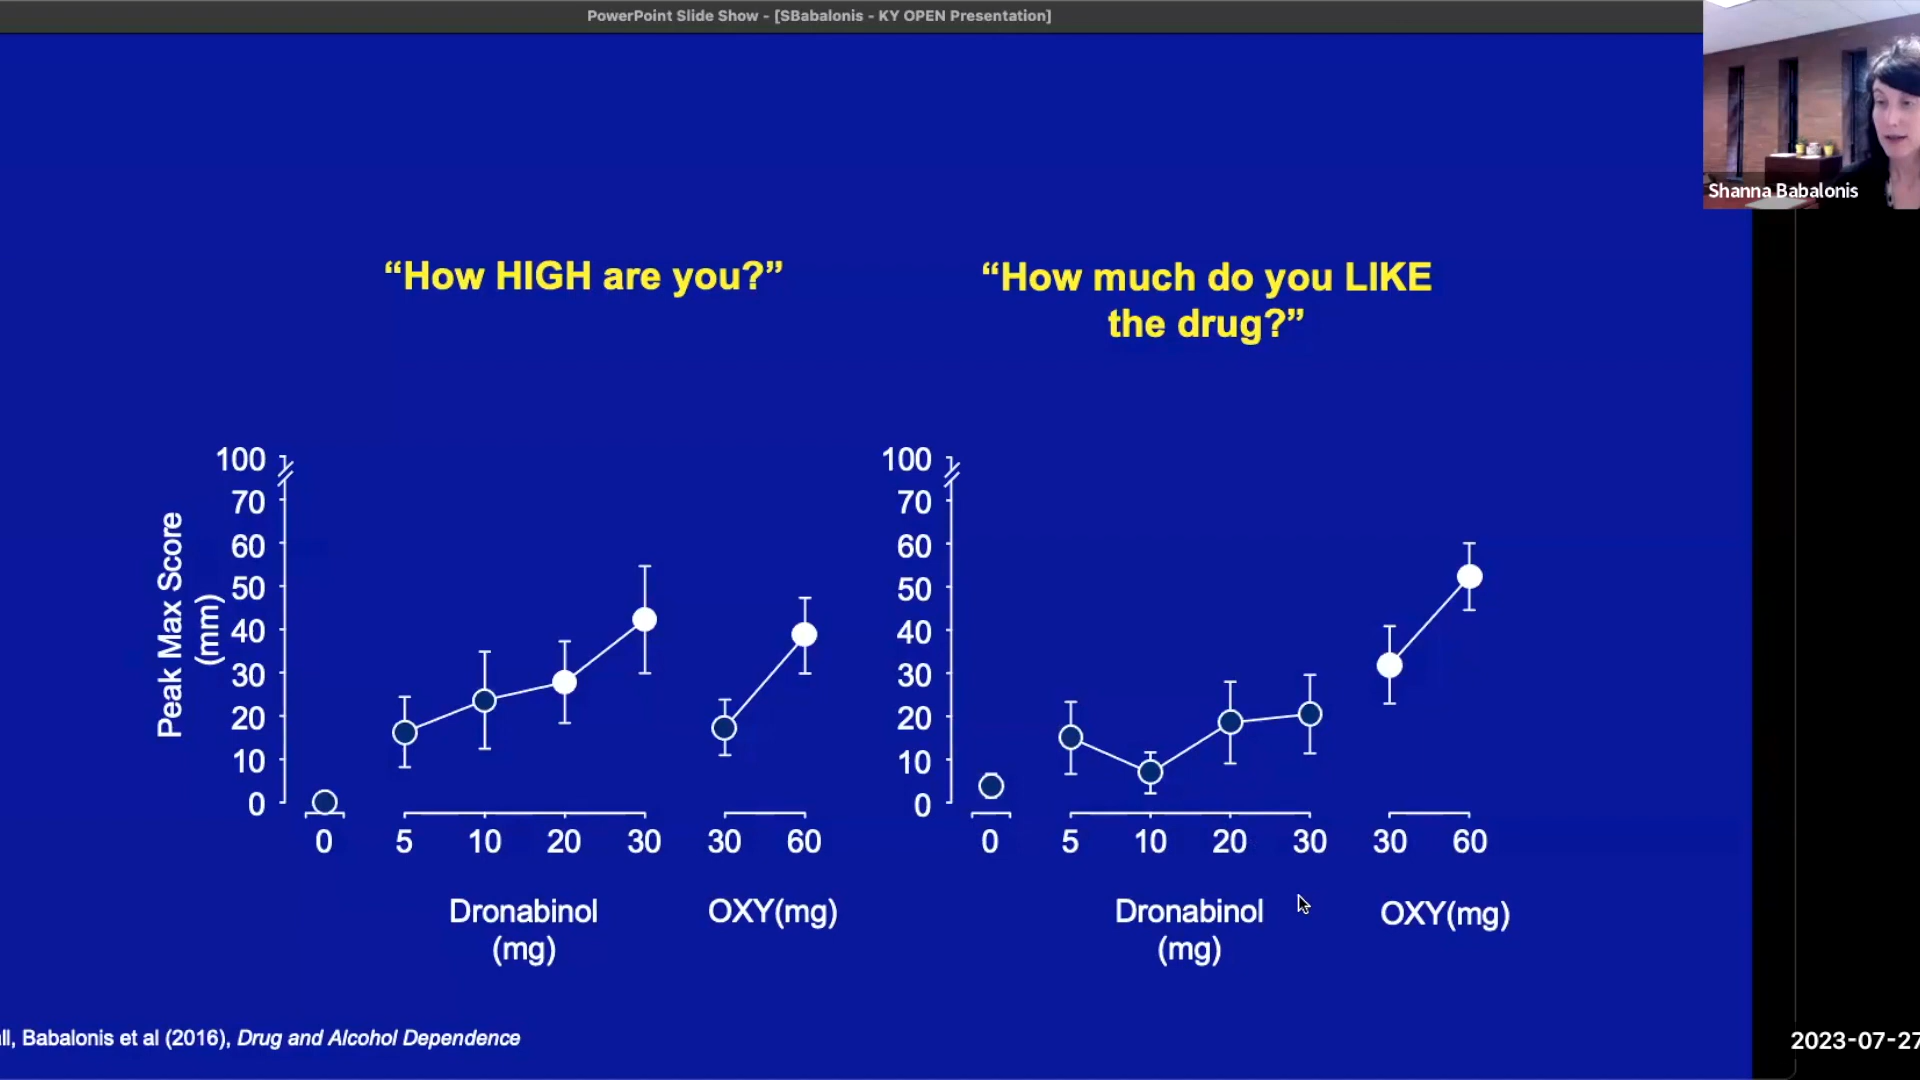 PowerPoint Slide Show - [SBabalonis - KY OPEN Presentation]
Shanna Babalonis
“How HIGH are you?”
“How much do you LIKE
the drug?”
Peak Max Score
(mm)
100
70
60
50
40
30
20
10
0
0 5 10 20 30 30 60
Dronabinol
(mg)
OXY(mg)
100
70
60
50
40
30
20
10
0
0 5 10 20 30 30 60
Dronabinol
(mg)
OXY(mg)
Babalonis et al (2016), Drug and Alcohol Dependence
2023-07-27